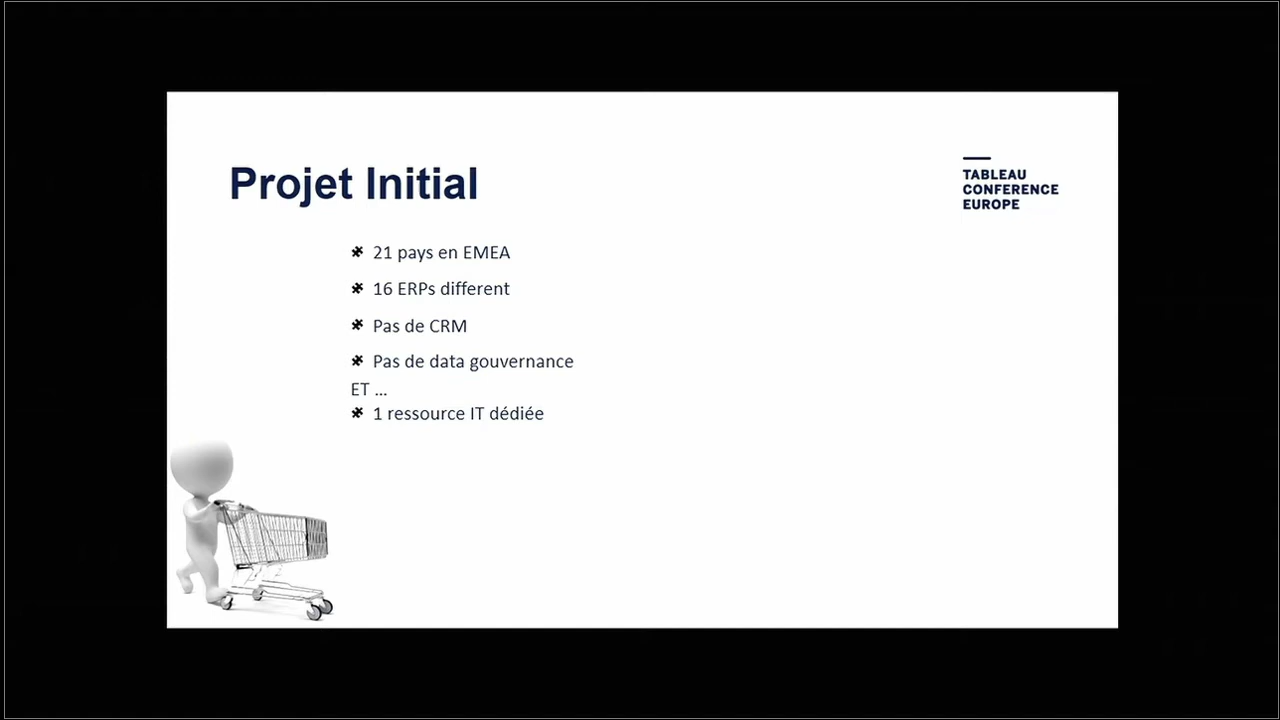 Projet Initial
TABLEAU
CONFERENCE
EUROPE
21 pays en EMEA
16 ERPs different
Pas de CRM
Pas de data gouvernance
ET ...
1 ressource IT dédiée